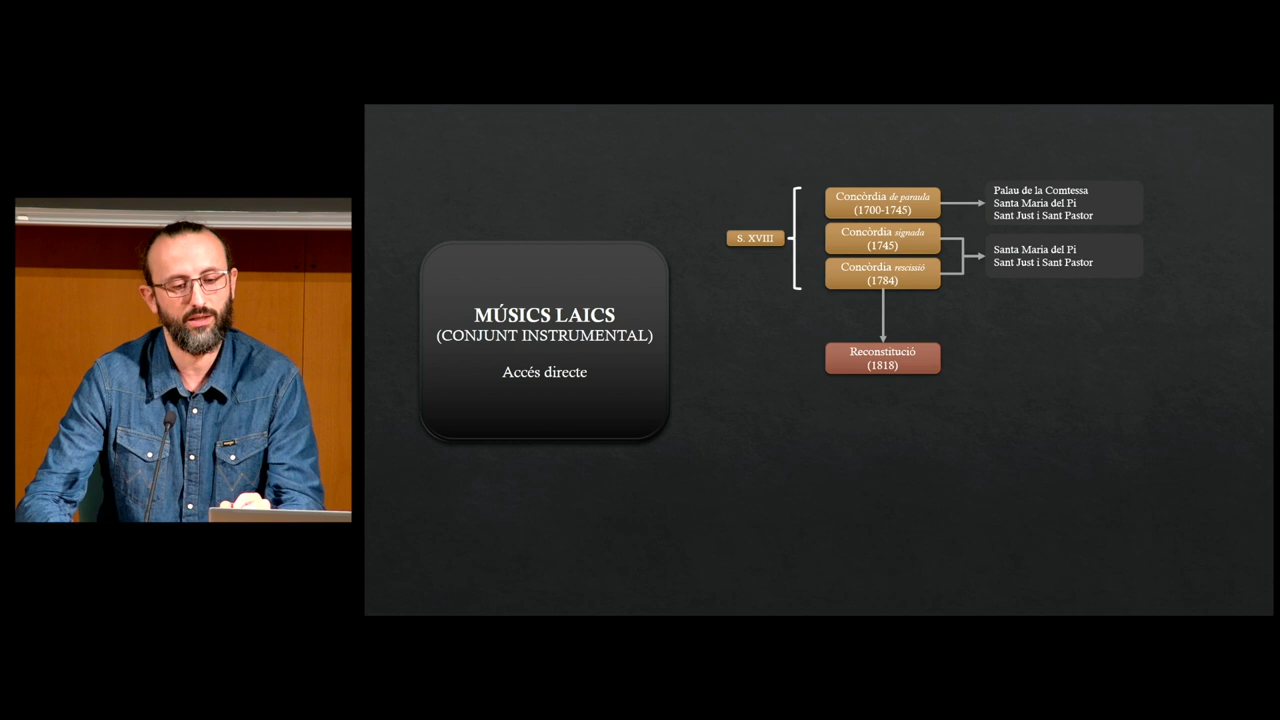 MÚSICS LAICS
(CONJUNT INSTRUMENTAL)
Accés directe
S. XVIII
Concòrdia de paraula
(1700-1745)
Concòrdia signada
(1745)
Concòrdia rescissió
(1784)
Reconstitució
(1818)
Palau de la Comtessa
Santa Maria del Pi
Sant Just i Sant Pastor
Santa Maria del Pi
Sant Just i Sant Pastor